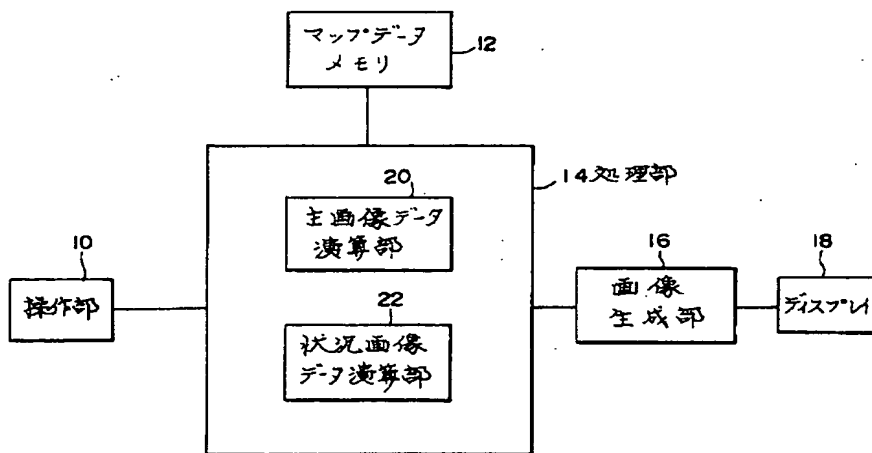 マップデータ
メモリ
12
14 処理部
20
主画像データ
演算部
10
操作部
22
状況画像
データ演算部
16
画像
生成部
18
ディスプレイ